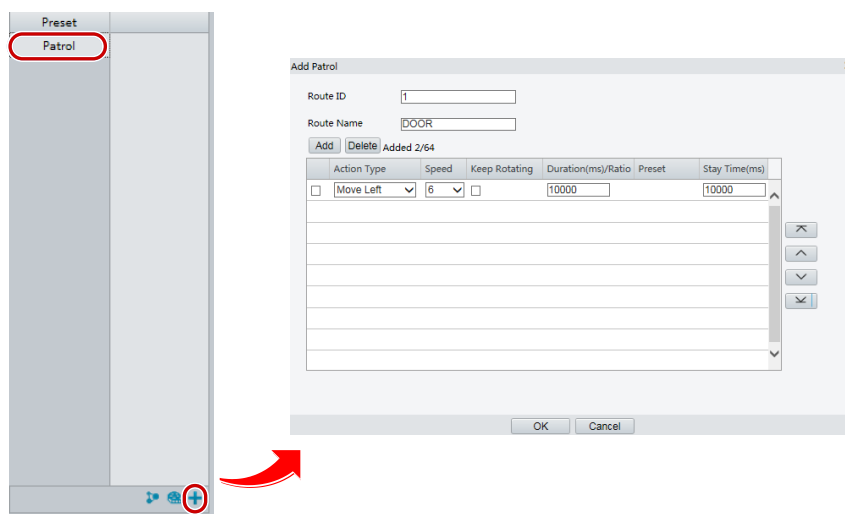 Preset
Patrol
Add Patrol
Route ID 1
Route Name DOOR
Add Delete Added 2/64
Action Type Speed Keep Rotating Duration(ms)/Ratio Preset Stay Time(ms)
Move Left 6 10000 10000
OK Cancel